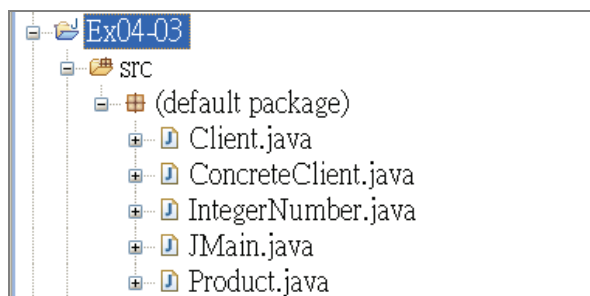 Ex04-03
src
(default package)
Client.java
ConcreteClient.java
IntegerNumber.java
JMain.java
Product.java